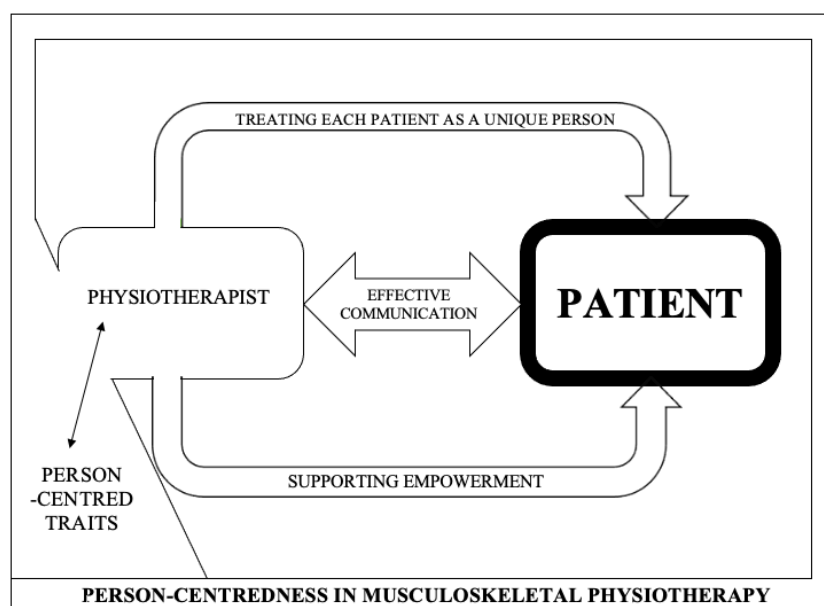 TREATING EACH PATIENT AS A UNIQUE PERSON
PHYSIOTHERAPIST
EFFECTIVE
COMMUNICATION
PATIENT
PERSON
-CENTRED
TRAITS
SUPPORTING EMPOWERMENT
PERSON-CENTREDNESS IN MUSCULOSKELETAL PHYSIOTHERAPY